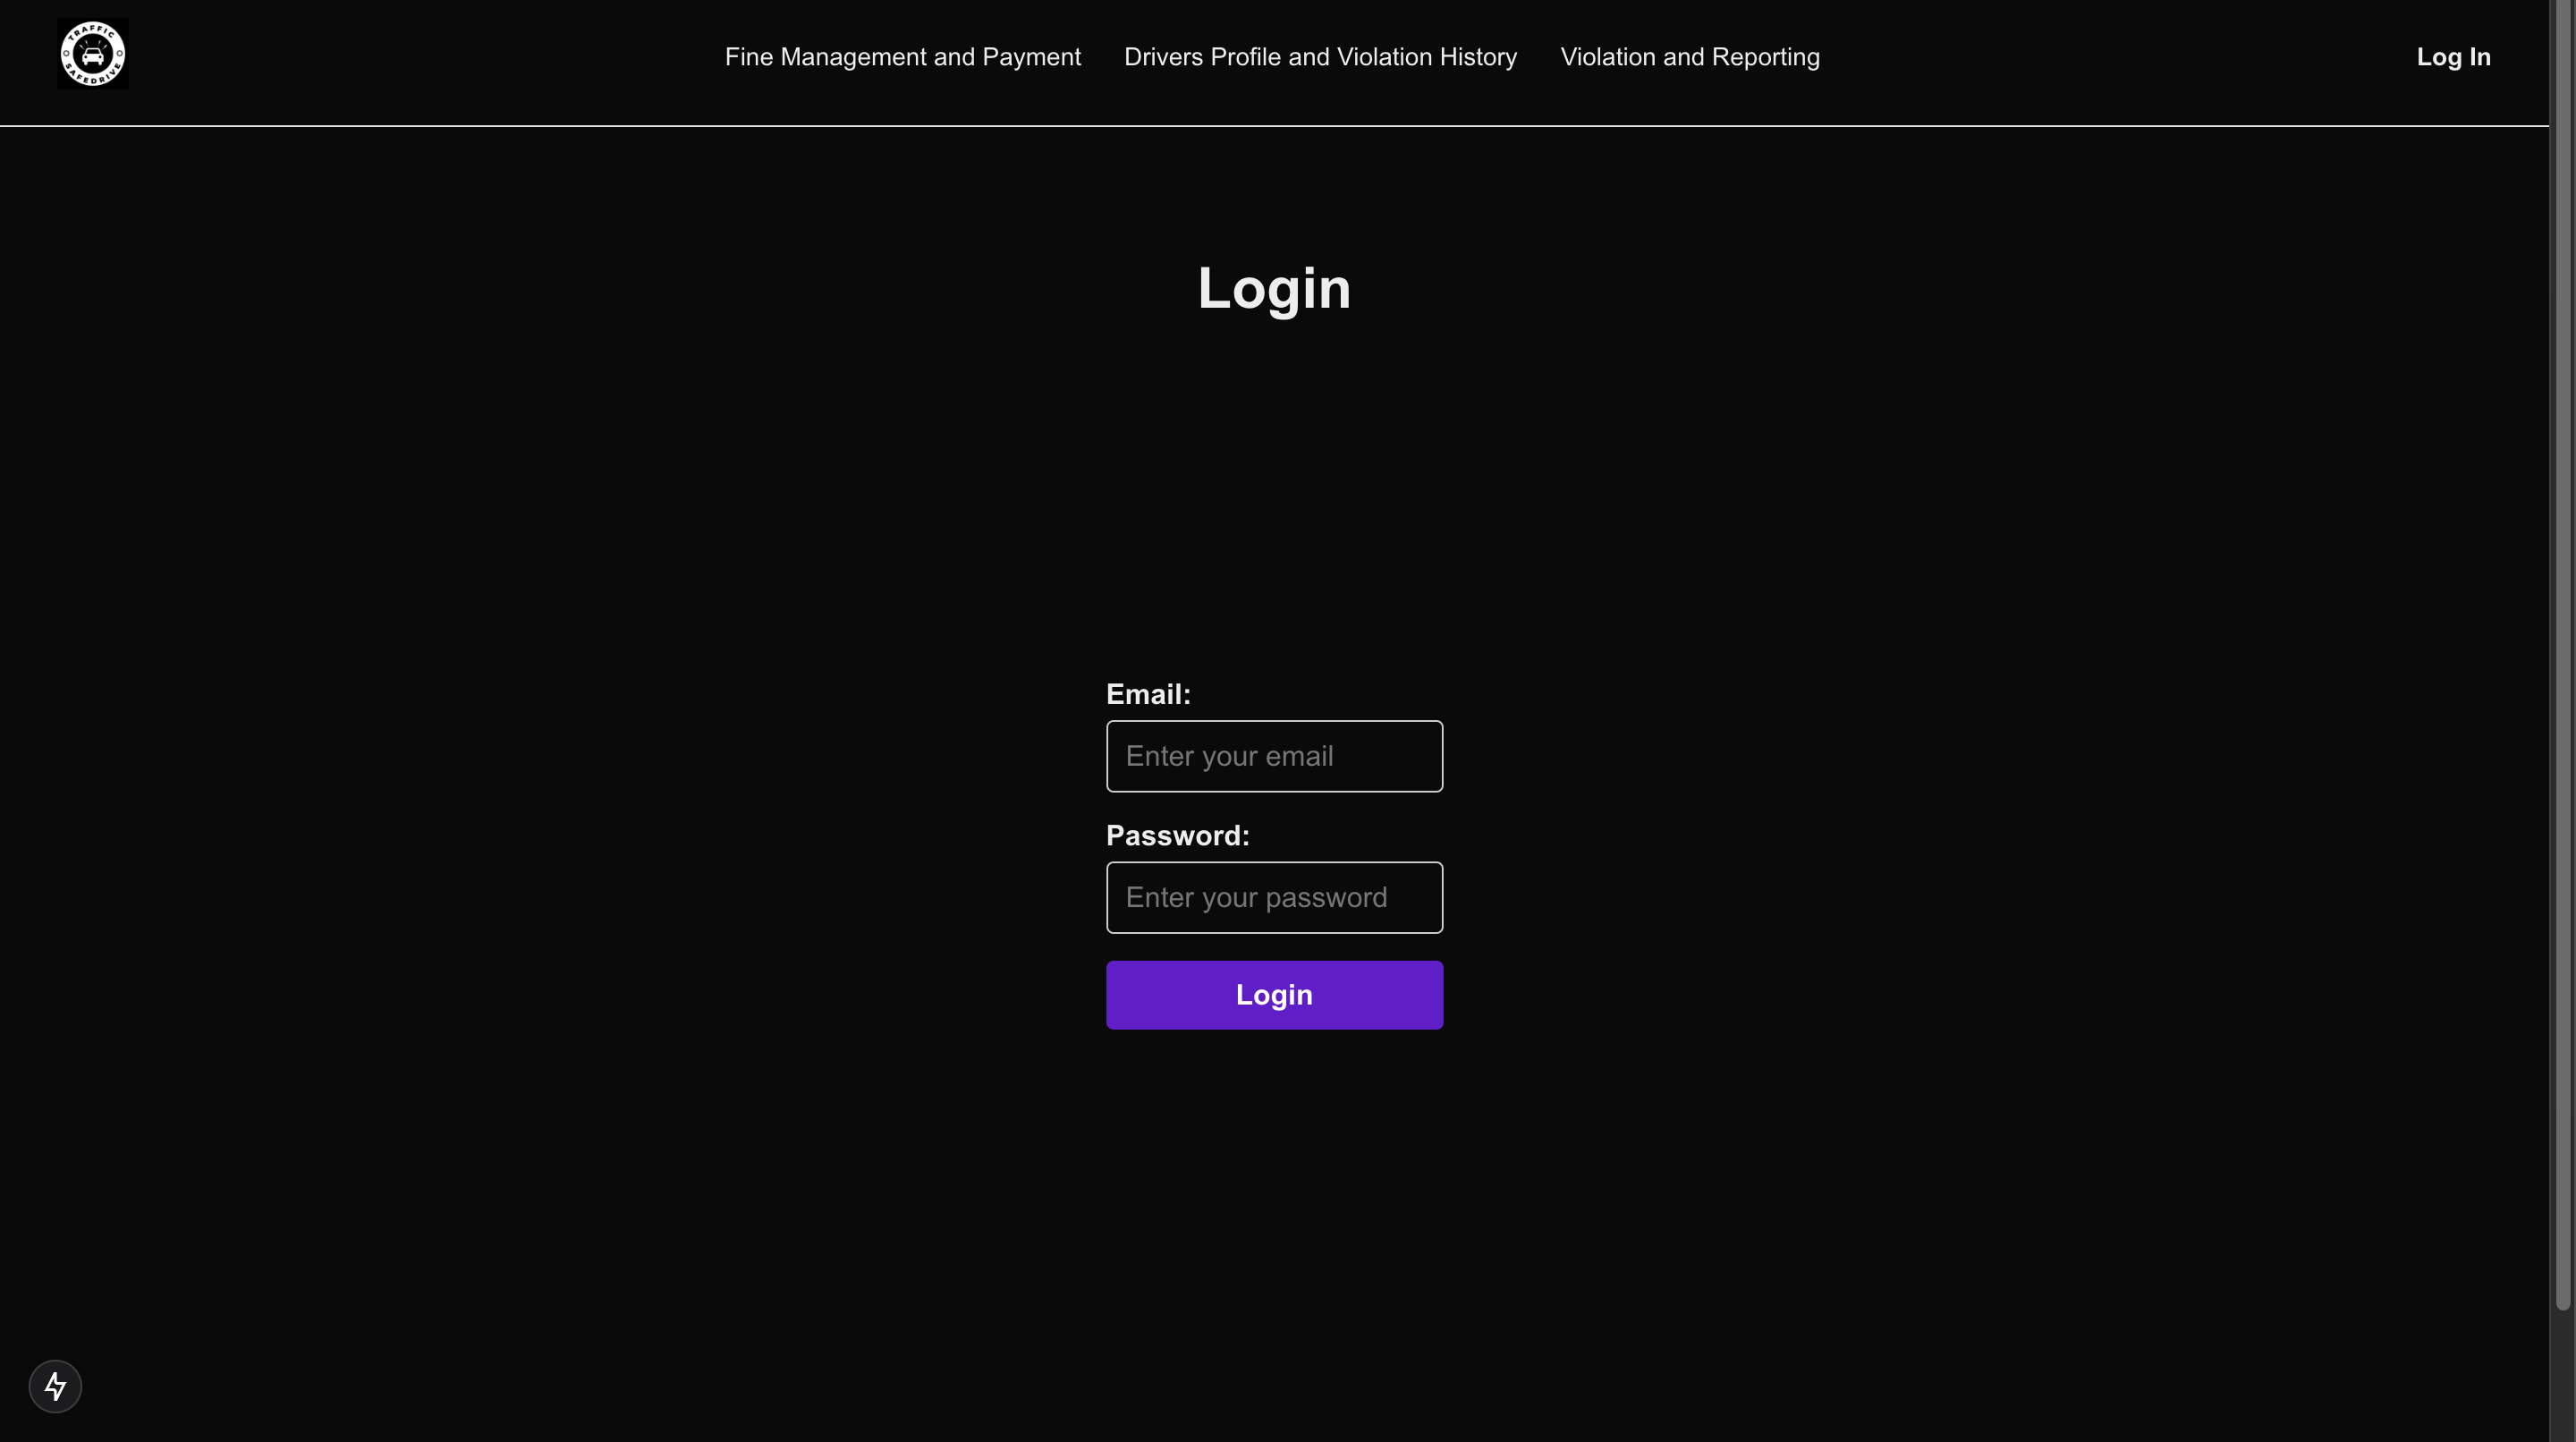 TRAFFIC
SAFEDRIVE
Fine Management and Payment
Drivers Profile and Violation History
Violation and Reporting
Log In
Login
Email:
Enter your email
Password:
Enter your password
Login